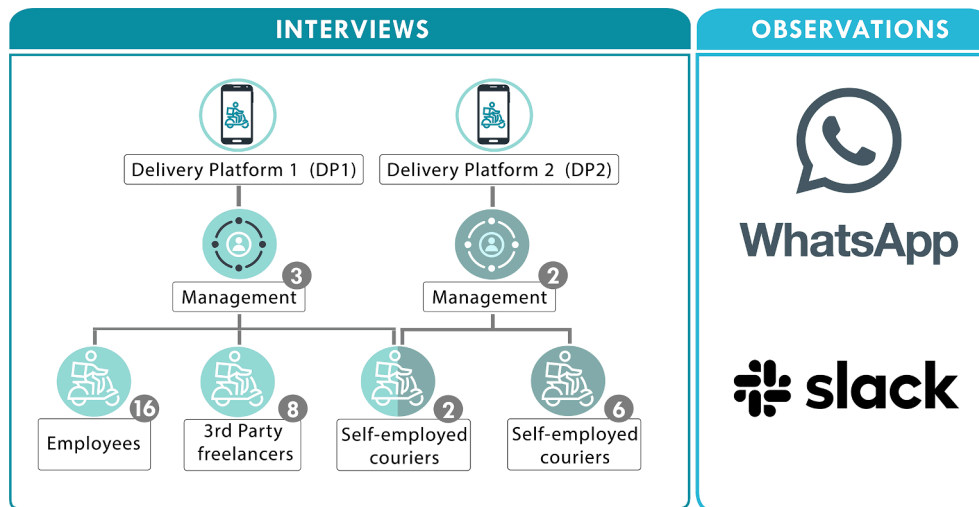 INTERVIEWS
OBSERVATIONS
Delivery Platform 1 (DP1)
Delivery Platform 2 (DP2)
WhatsApp
3
Management
2
Management
16
Employees
8
3rd Party
freelancers
2
Self-employed
couriers
6
Self-employed
couriers
slack